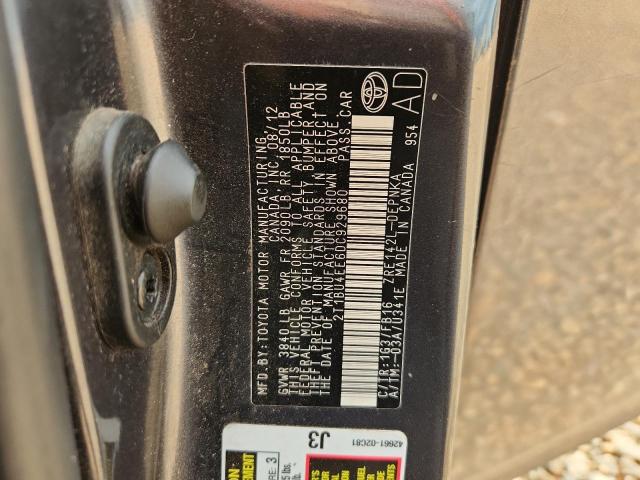 MFD.BY:TOYOTA MOTOR MANUFACTURING
CANADA,INC. 08/12
GVWR 3840LB GAWR FR 2090LB RR 1850LB
THIS VEHICLE CONFORMS TO ALL APPLICABLE
FEDERAL MOTOR VEHICLE SAFETY, BUMPER, AND
THEFT PREVENTION STANDARDS IN EFFECT ON
THE DATE OF MANUFACTURE SHOWN ABOVE.
2T1BU4EE6DC929680 PASS.CAR
C/TR:1G3/FB16 ZRE142L-DEPNKA
A/TM:-03A/U341E MADE IN CANADA 954
AD
J3
42661-02C81